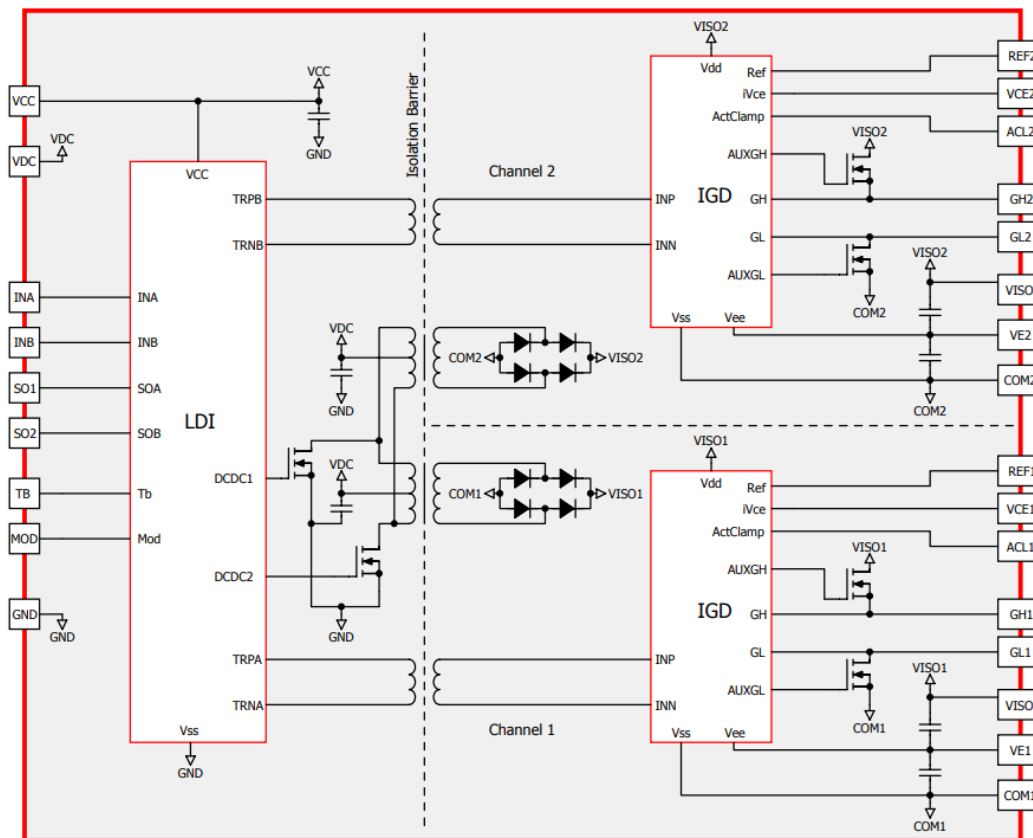 VISO2
REF2
Vdd
Ref
VCC
iVce
VCE2
VCC
VDC
ActClamp
ACL2
VDC
GND
VISO2
Isolation Barrier
VCC
Channel 2
AUXGH
TRPB
INP
IGD
GH
GH2
TRNB
INN
GL
GL2
VISO2
AUXGL
INA
INA
VISO
COM2
Vss
Vee
VE2
INB
INB
VDC
COM2
VISO2
SO1
SOA
COM2
GND
COM2
LDI
SO2
SOB
VISO1
DCDC1
VDC
Vdd
REF1
Ref
COM1
VISO1
TB
Tb
iVce
VCE1
MOD
Mod
ActClamp
ACL1
VISO1
DCDC2
AUXGH
GND
GND
GND
IGD
GH
GH1
TRPA
INP
GL
GL1
VISO1
AUXGL
TRNA
INN
VISO
COM1
Channel 1
Vss
Vss
Vee
VE1
GND
COM1
COM1